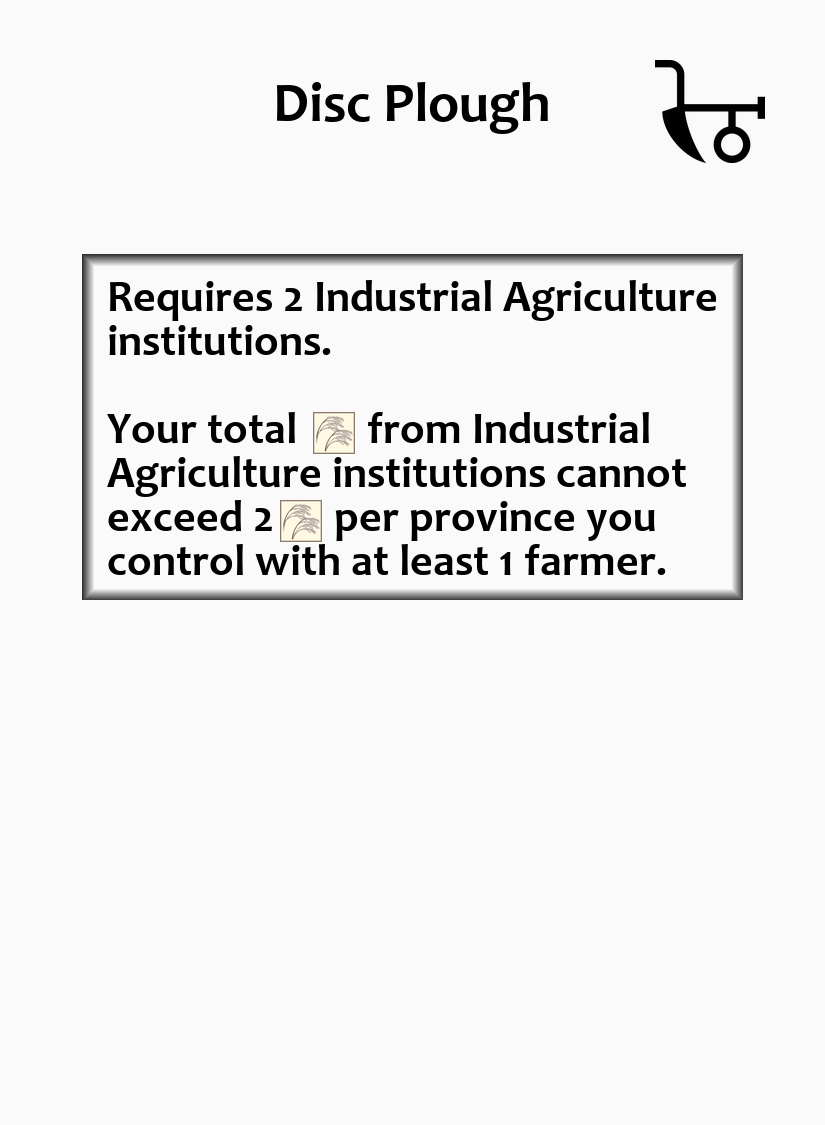 Disc Plough
Requires 2 Industrial Agriculture
institutions.
Your total from Industrial
Agriculture institutions cannot
exceed 2 per province you
control with at least 1 farmer.